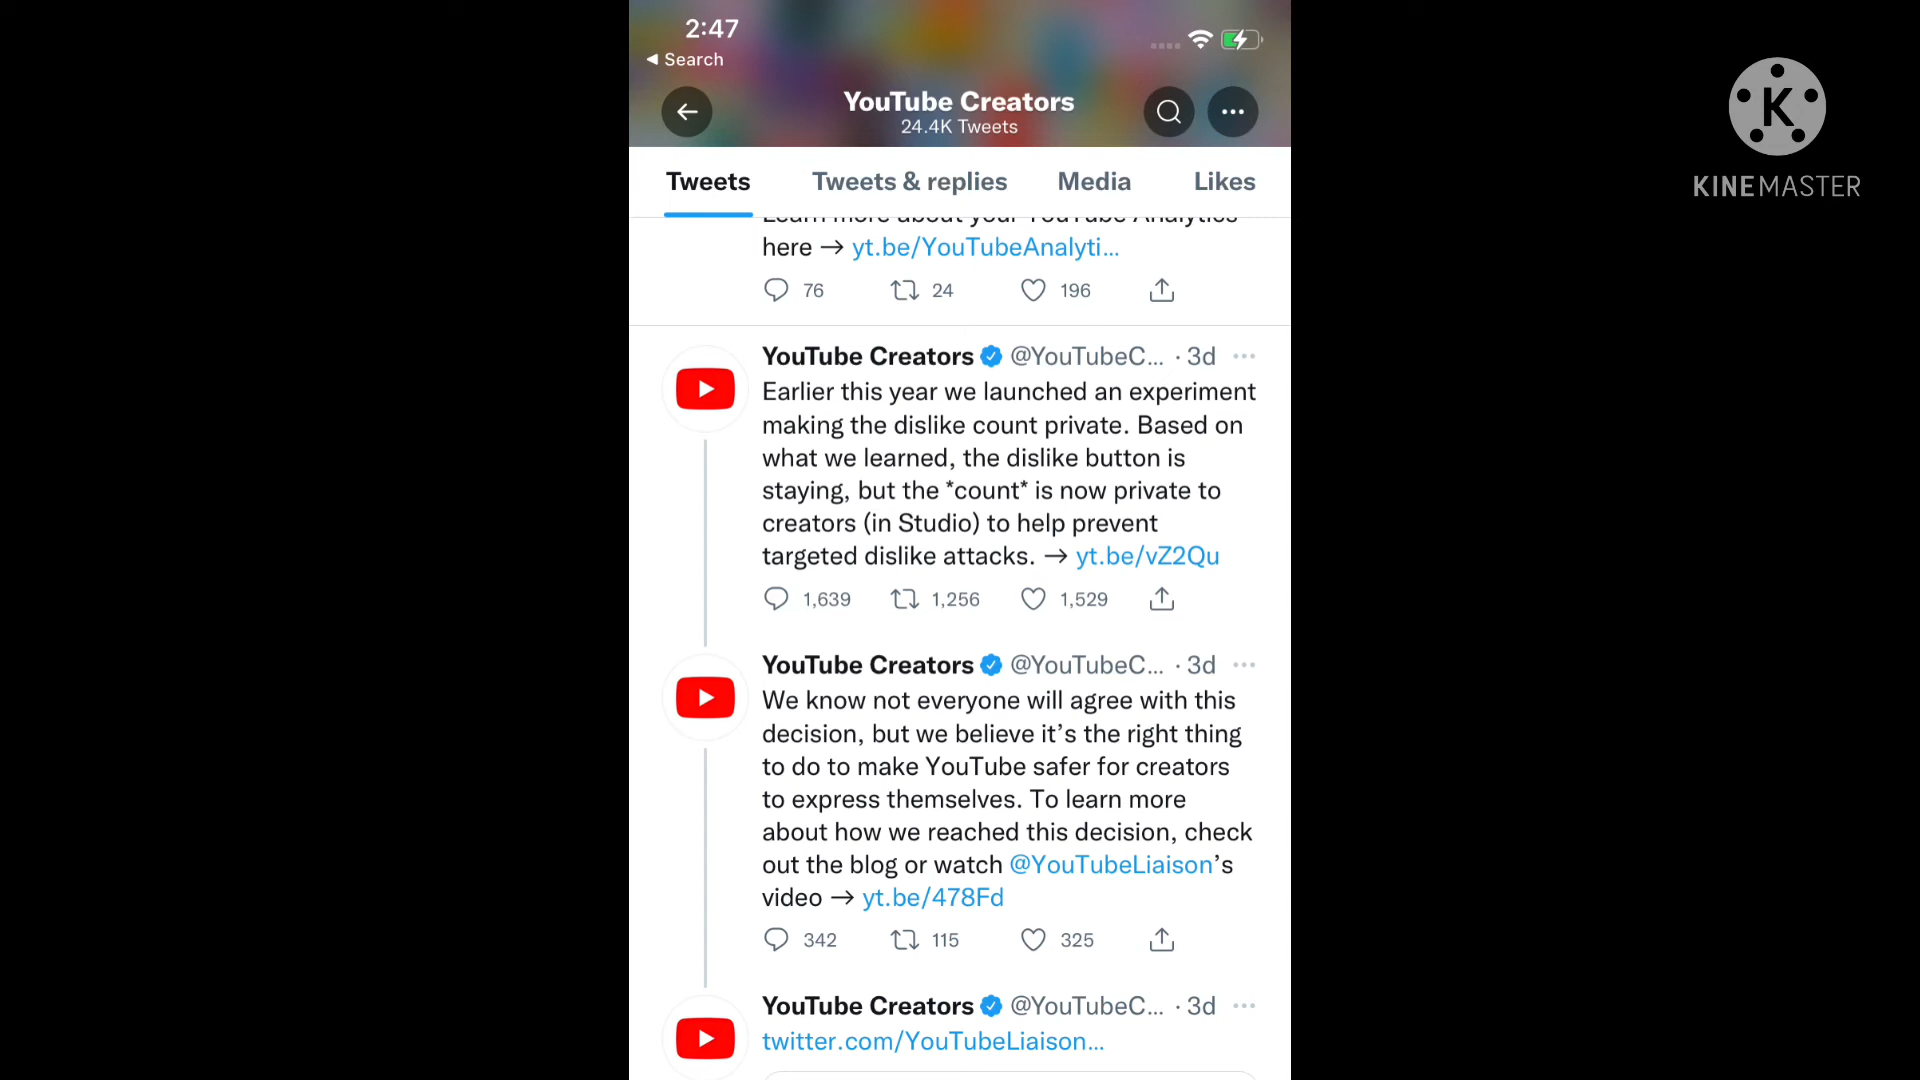 2:47
◄ Search
YouTube Creators
24.4K Tweets
K
KINEMASTER
Tweets
Tweets & replies
Media
Likes
Learn more about your YouTube Analytics
here → yt.be/YouTubeAnalyti...
76
24
196
YouTube Creators @YouTubeC... · 3d
Earlier this year we launched an experiment
making the dislike count private. Based on
what we learned, the dislike button is
staying, but the *count* is now private to
creators (in Studio) to help prevent
targeted dislike attacks. → yt.be/vZ2Qu
1,639
1,256
1,529
YouTube Creators @YouTubeC... · 3d
We know not everyone will agree with this
decision, but we believe it’s the right thing
to do to make YouTube safer for creators
to express themselves. To learn more
about how we reached this decision, check
out the blog or watch @YouTubeLiaison’s
video → yt.be/478Fd
342
115
325
YouTube Creators @YouTubeC... · 3d
twitter.com/YouTubeLiaison...